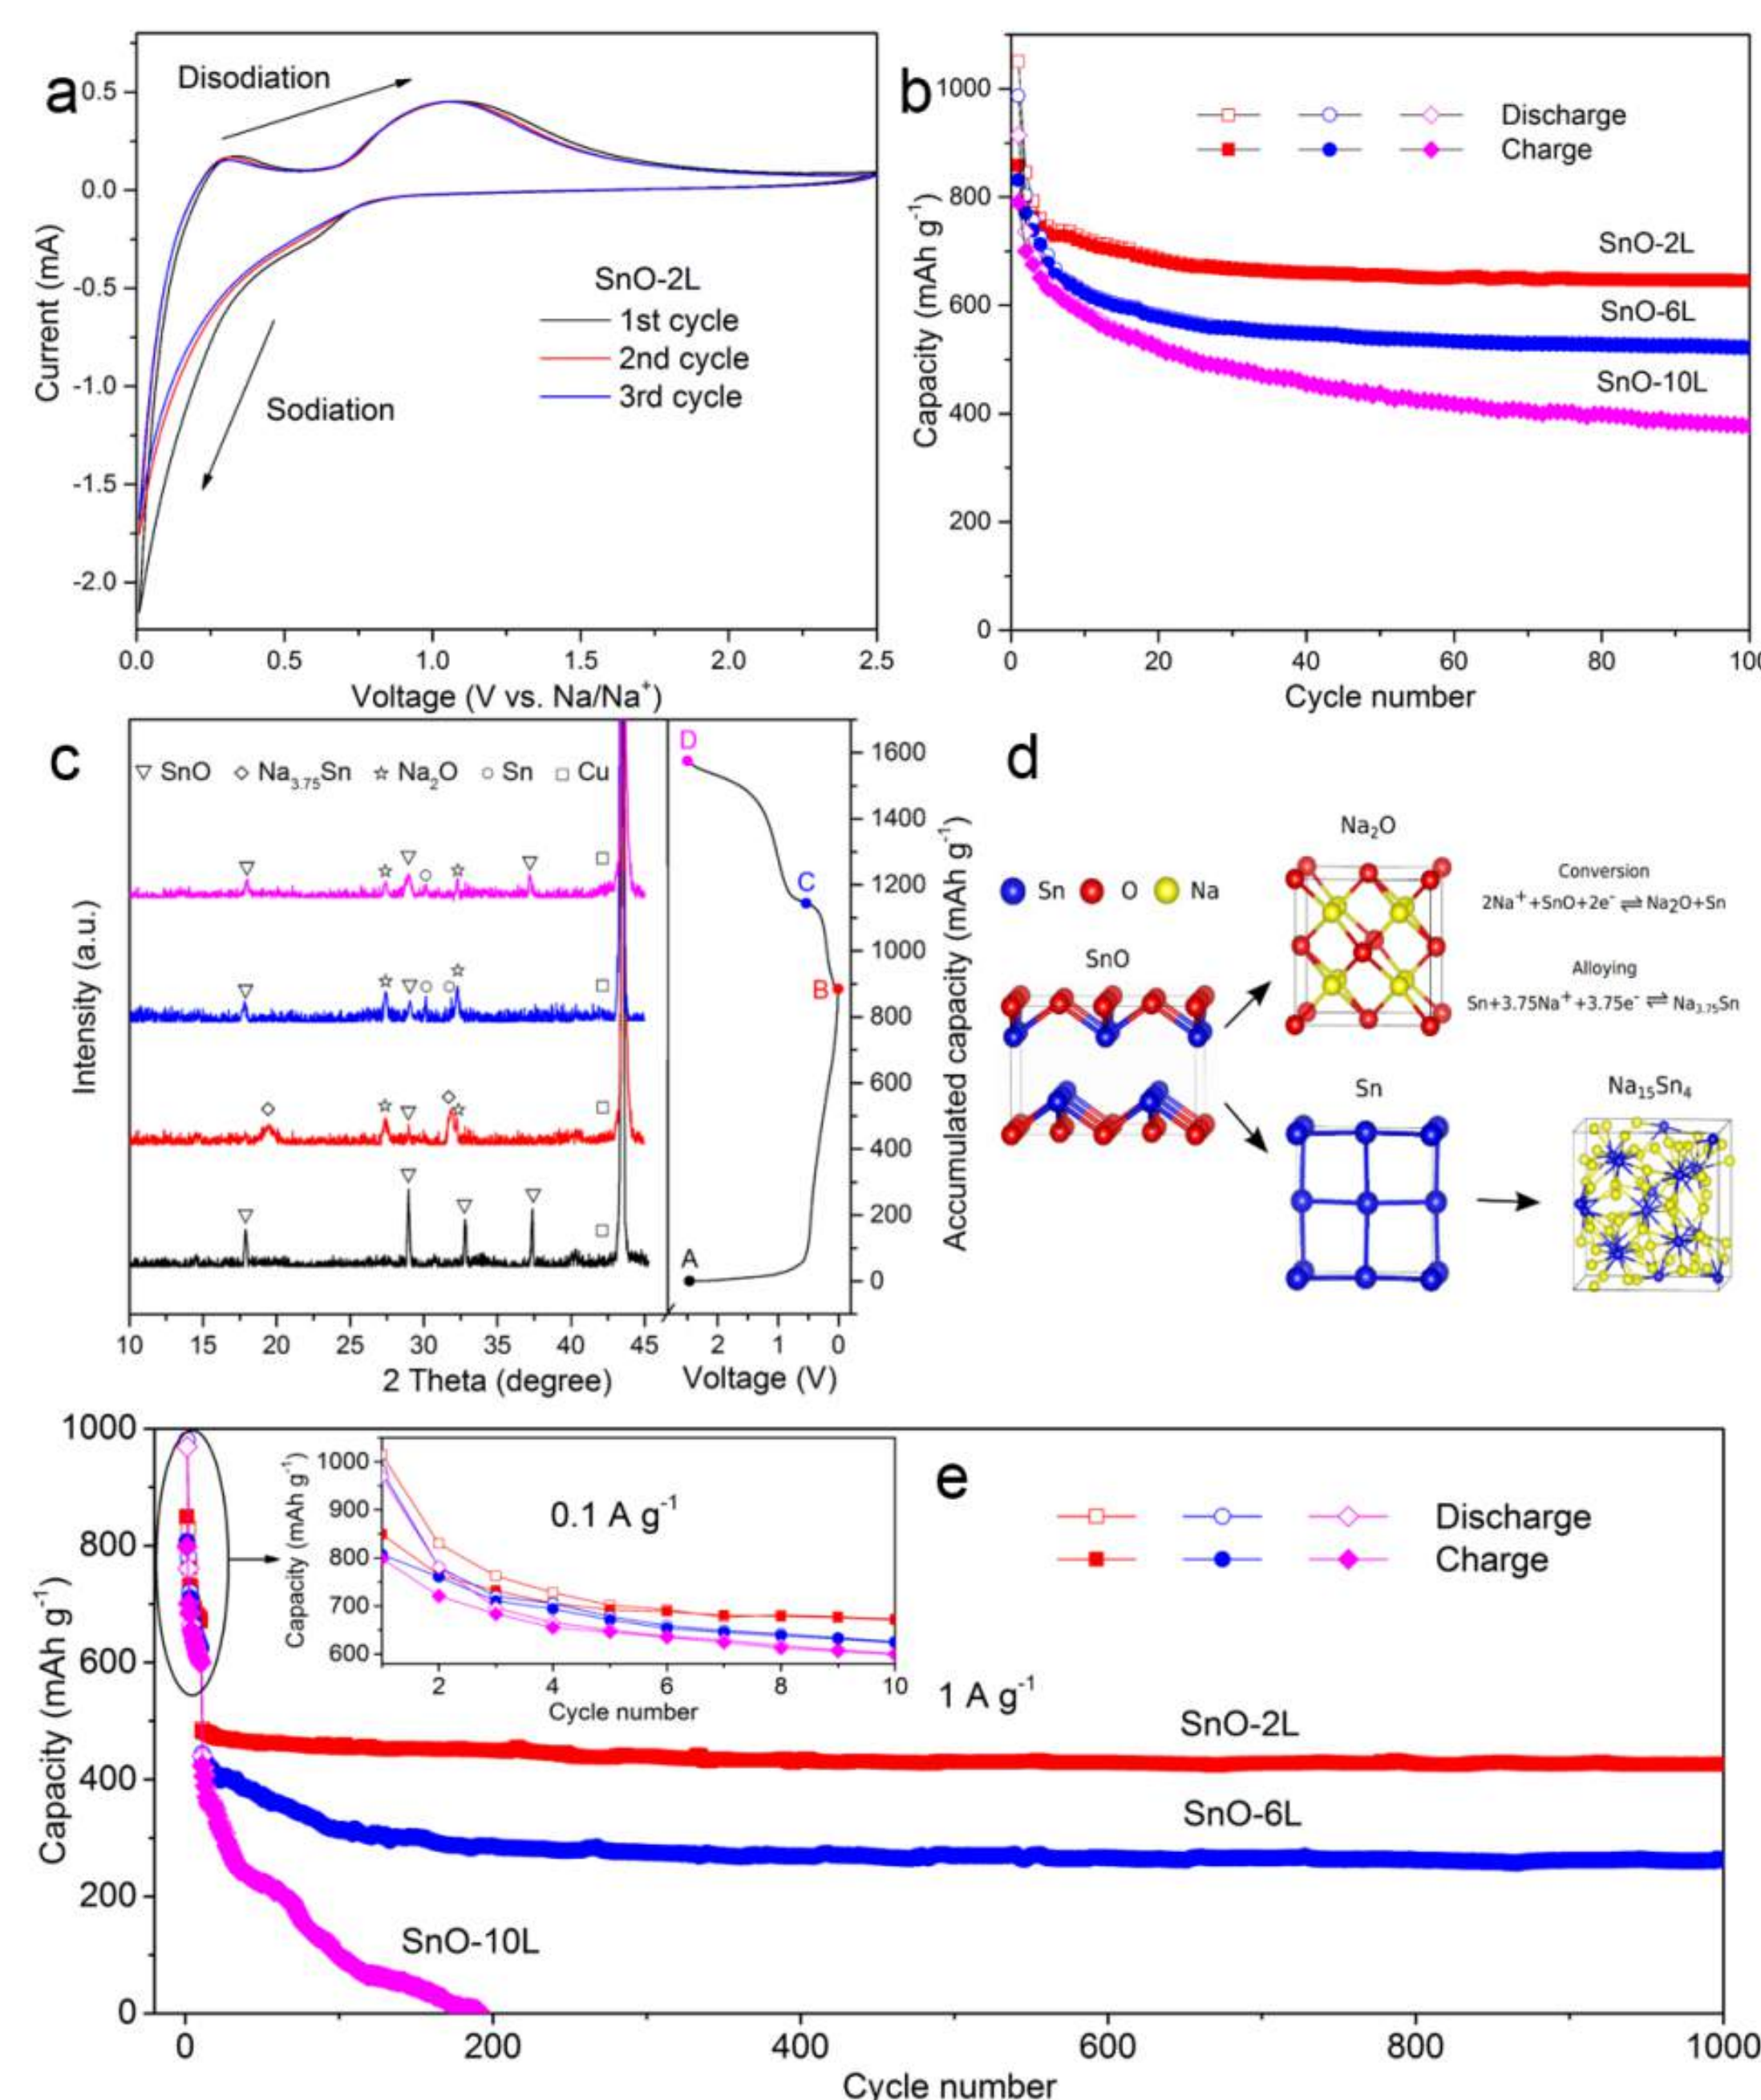 a
Disodiation
Sodiation
SnO-2L
1st cycle
2nd cycle
3rd cycle
0.5
0.0
-0.5
-1.0
-1.5
-2.0
Current (mA)
0.0 0.5 1.0 1.5 2.0 2.5
Voltage (V vs. Na/Na⁺)
b
Discharge
Charge
SnO-2L
SnO-6L
SnO-10L
1000
800
600
400
200
0
Capacity (mAh g⁻¹)
0 20 40 60 80 100
Cycle number
c
SnO Na₃.₇₅Sn Na₂O Sn Cu
Intensity (a.u.)
10 15 20 25 30 35 40 45
2 Theta (degree)
D
C
B
A
2 1 0
Voltage (V)
1600
1400
1200
1000
800
600
400
200
0
Accumulated capacity (mAh g⁻¹)
d
Sn O Na
SnO
Na₂O
Conversion
2Na⁺+SnO+2e⁻ ⇌ Na₂O+Sn
Alloying
Sn+3.75Na⁺+3.75e⁻ ⇌ Na₃.₇₅Sn
Sn
Na₁₅Sn₄
e
Discharge
Charge
0.1 A g⁻¹
1000
900
800
700
600
Capacity (mAh g⁻¹)
2 4 6 8 10
Cycle number
1 A g⁻¹
SnO-2L
SnO-6L
SnO-10L
1000
800
600
400
200
0
Capacity (mAh g⁻¹)
0 200 400 600 800 1000
Cycle number